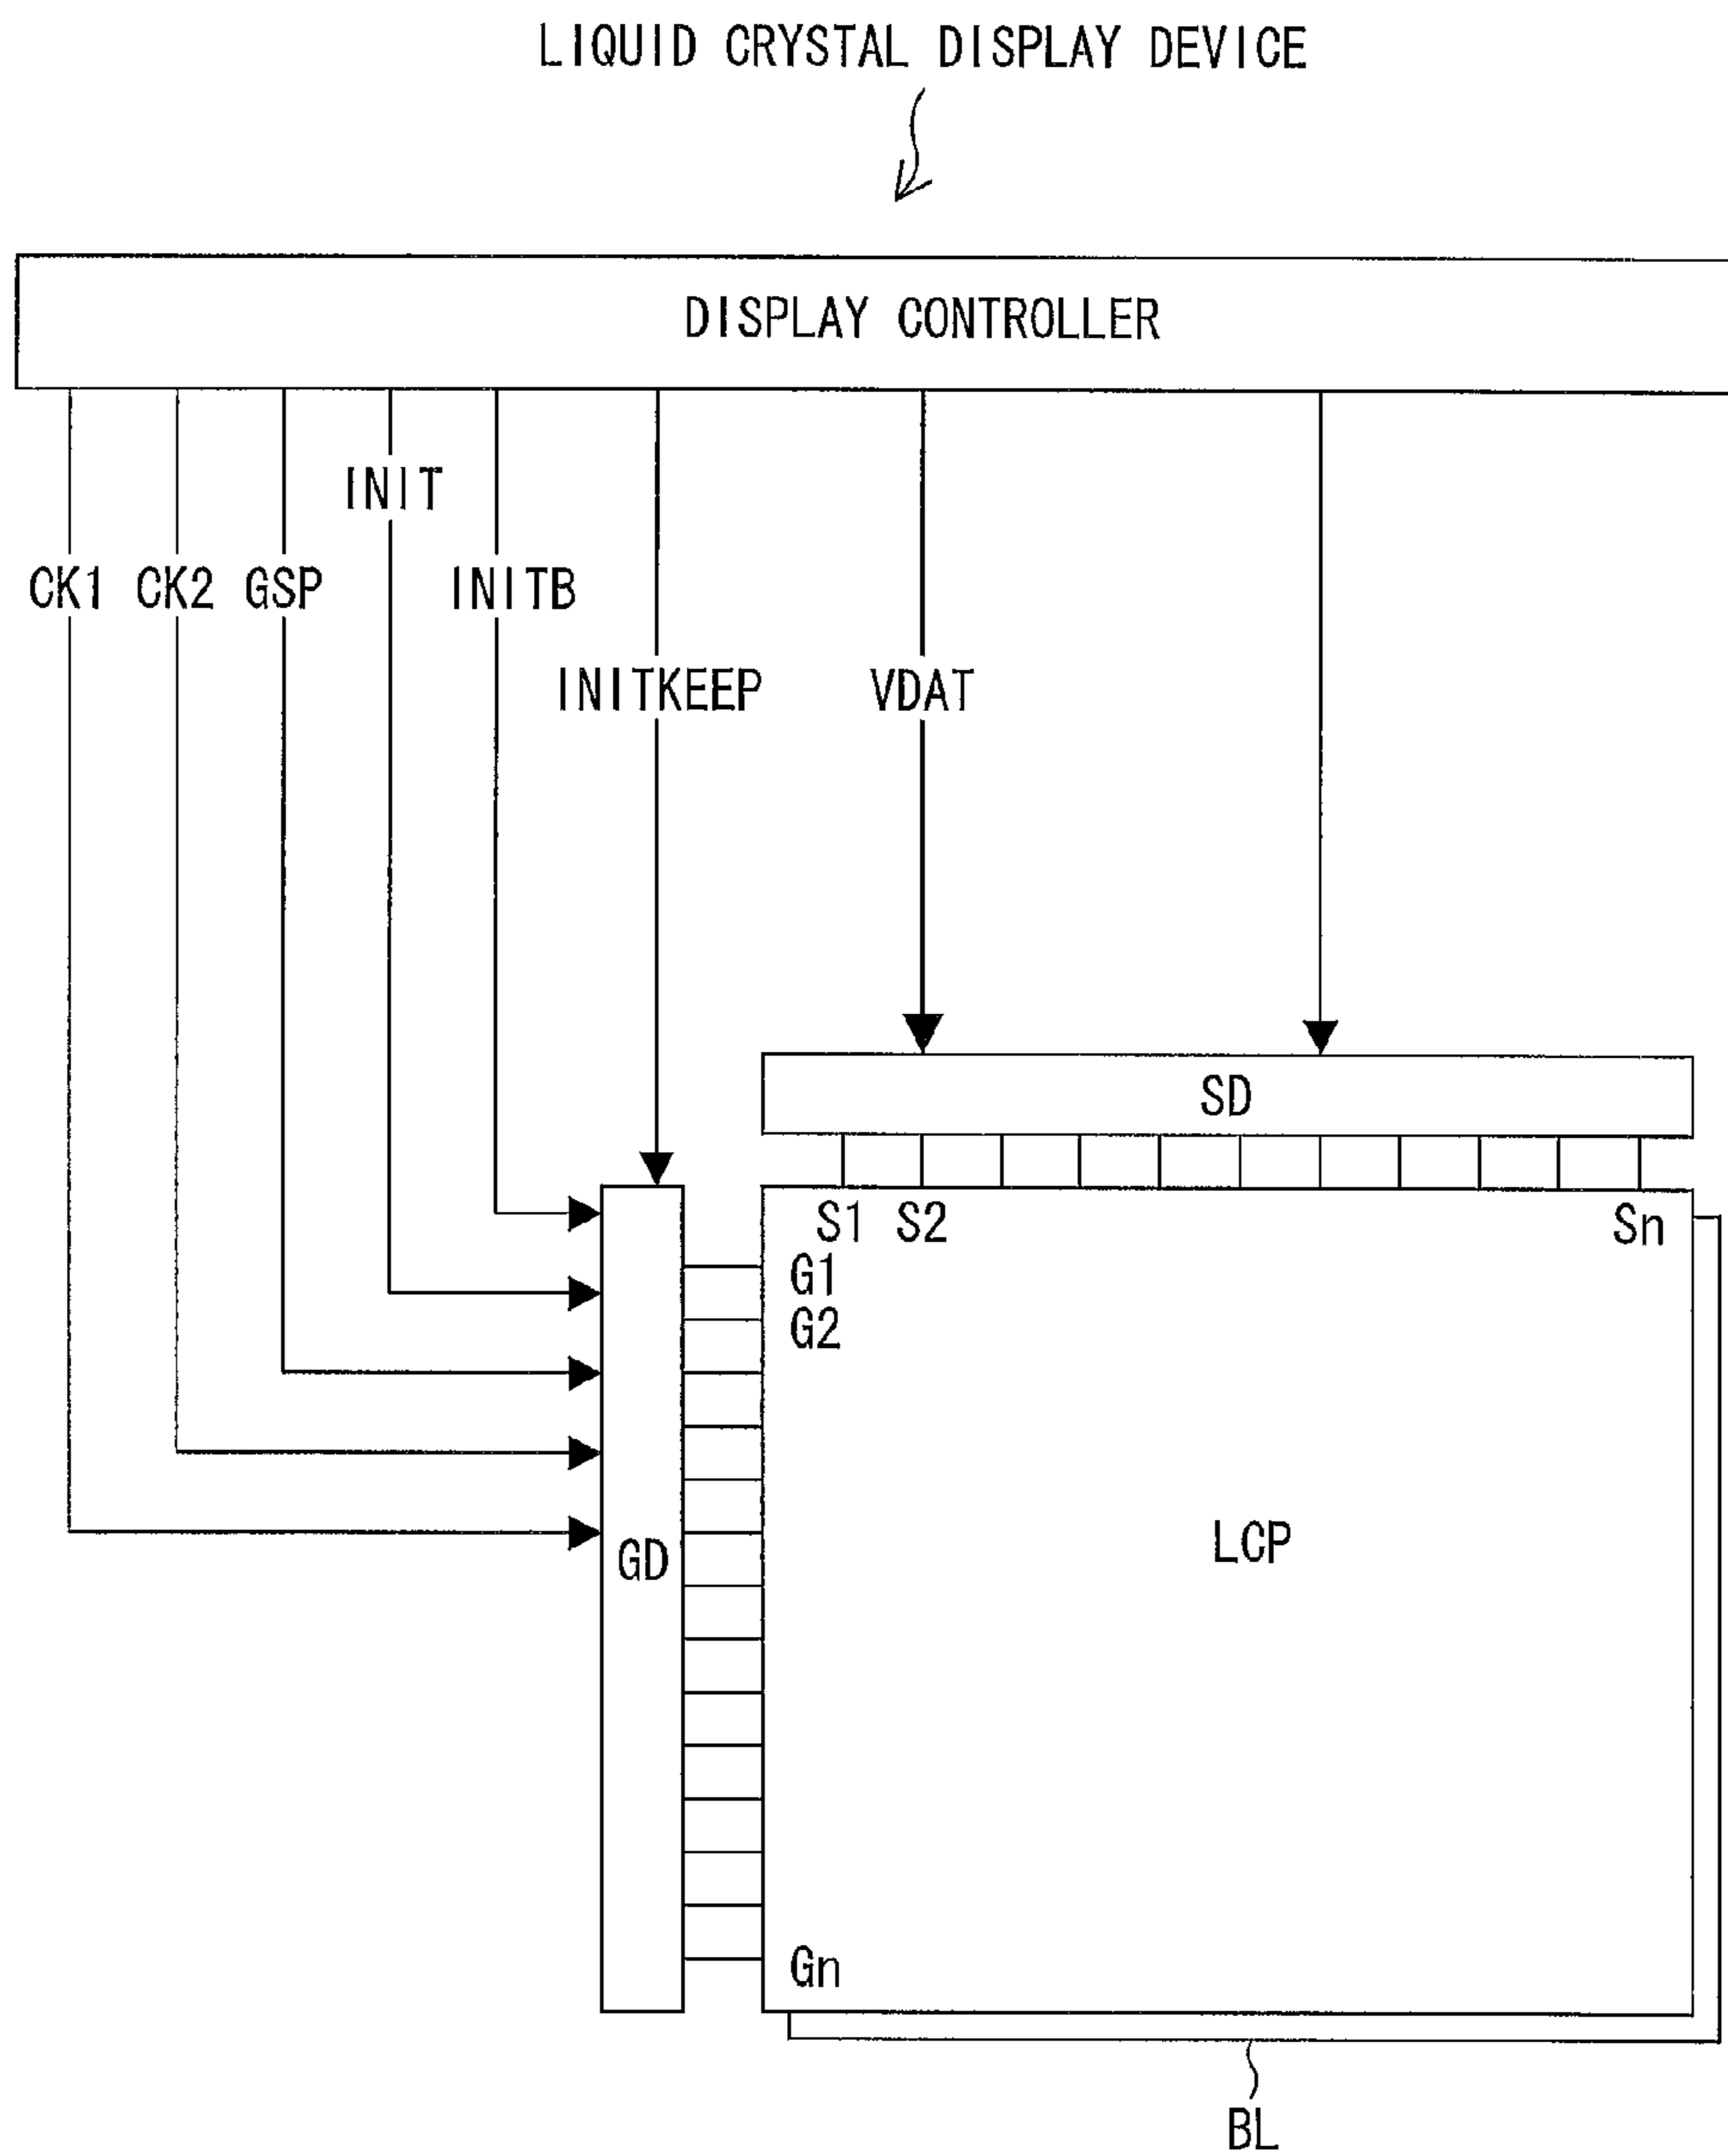 LIQUID CRYSTAL DISPLAY DEVICE
DISPLAY CONTROLLER
INIT
CK1 CK2 GSP INITB
INITKEEP VDAT
SD
S1 S2 Sn
G1
G2
LCP
GD
Gn
BL